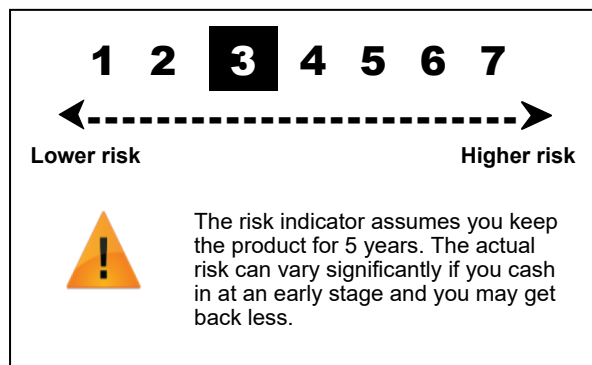 1 2 3 4 5 6 7
Lower risk Higher risk
!
The risk indicator assumes you keep
the product for 5 years. The actual
risk can vary significantly if you cash
in at an early stage and you may get
back less.